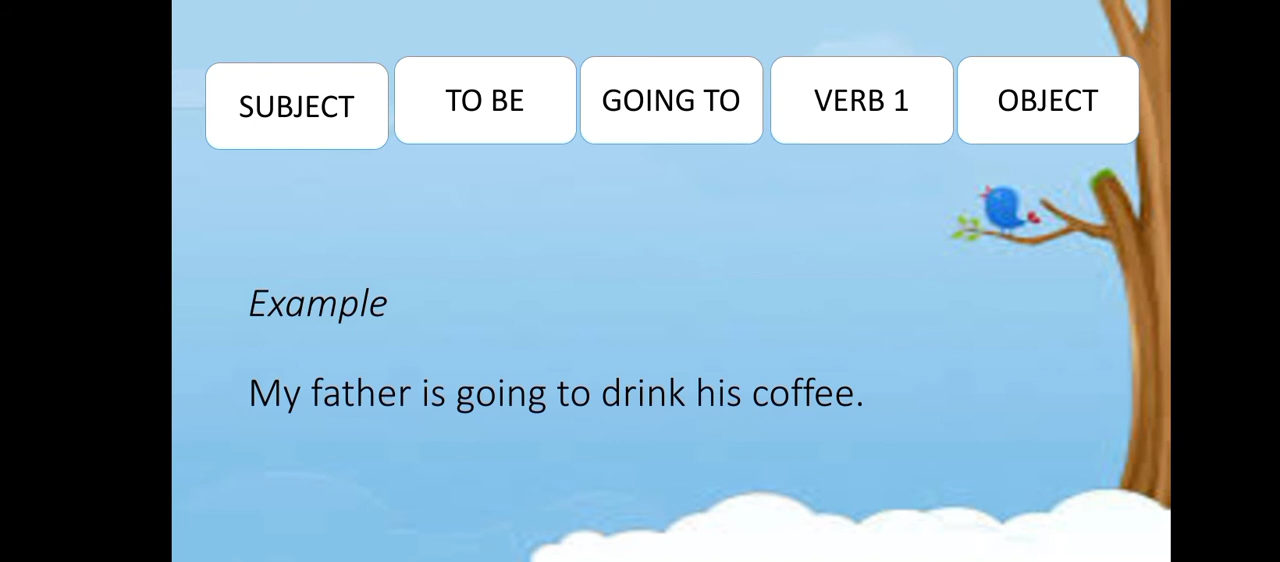 SUBJECT TO BE GOING TO VERB 1 OBJECT
Example
My father is going to drink his coffee.